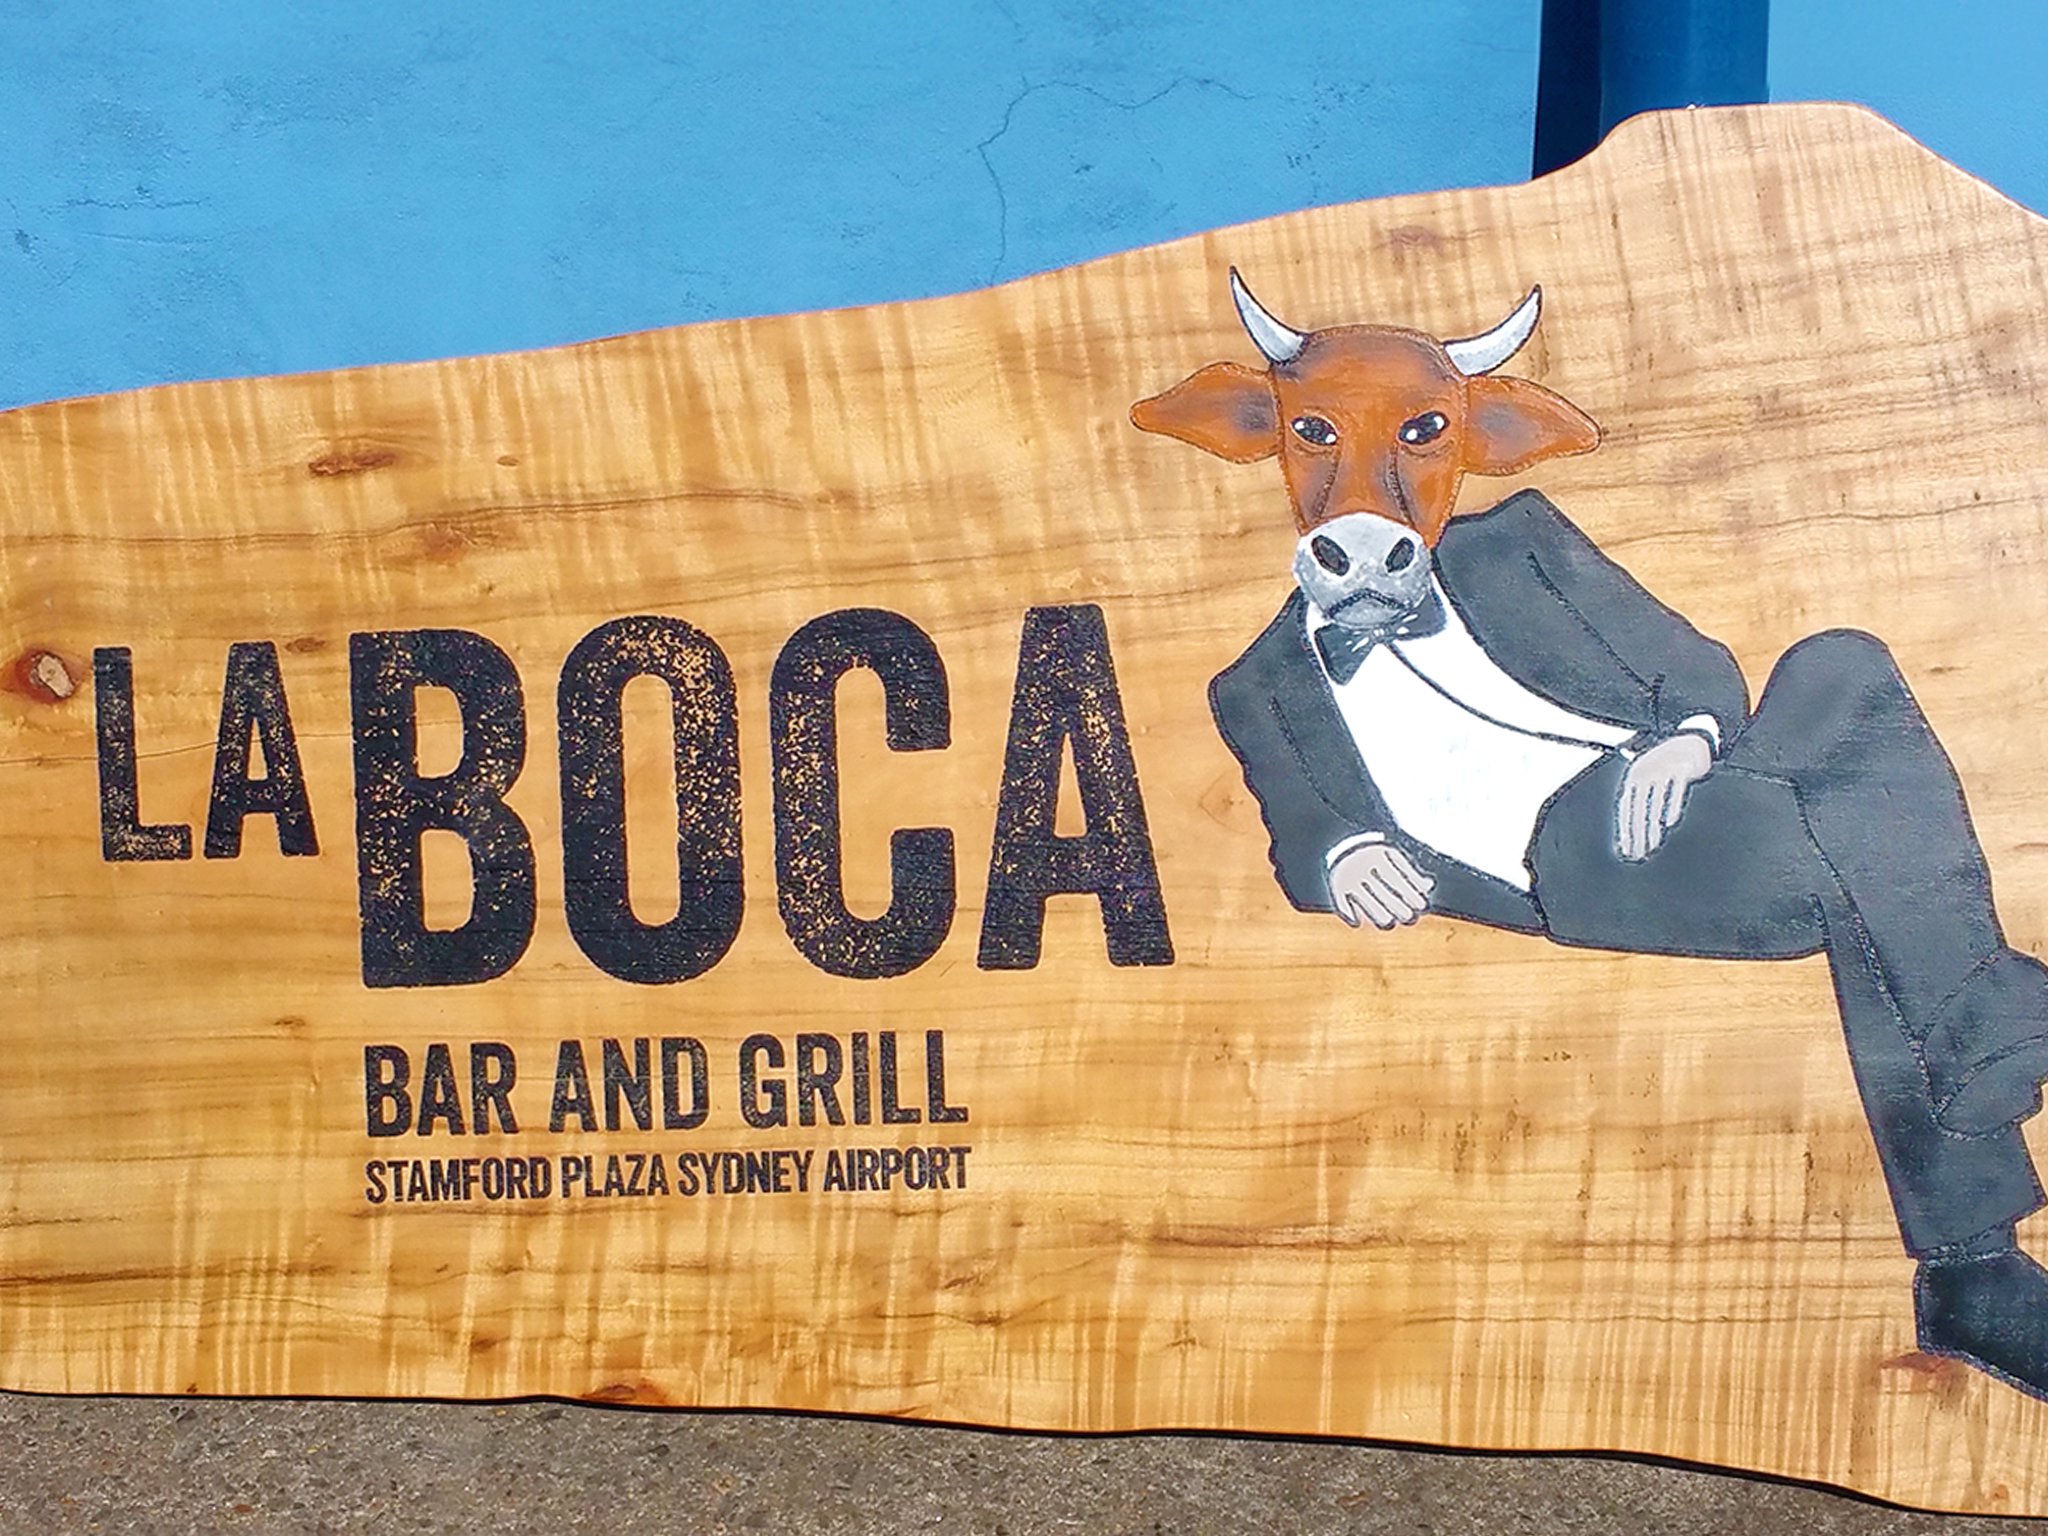 LA BOCA
BAR AND GRILL
STAMFORD PLAZA SYDNEY AIRPORT